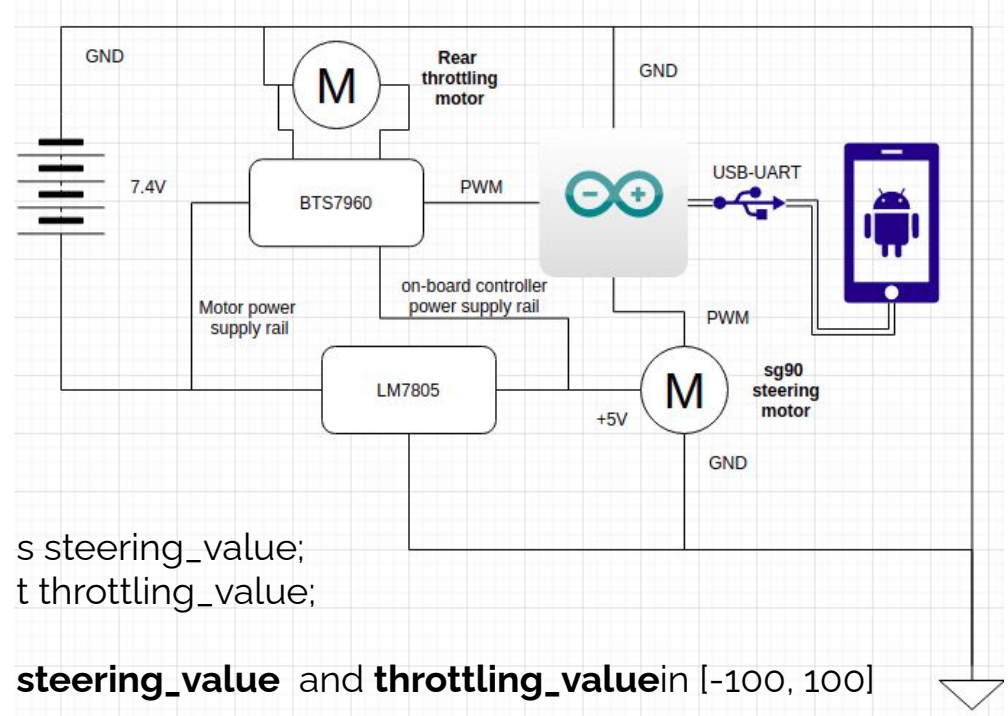 GND
Rear
throttling
motor
GND
M
7.4V
BTS7960
PWM
USB-UART
Motor power
supply rail
on-board controller
power supply rail
PWM
LM7805
+5V
M
sg90
steering
motor
GND
s steering_value;
t throttling_value;
steering_value and throttling_valuein [-100, 100]